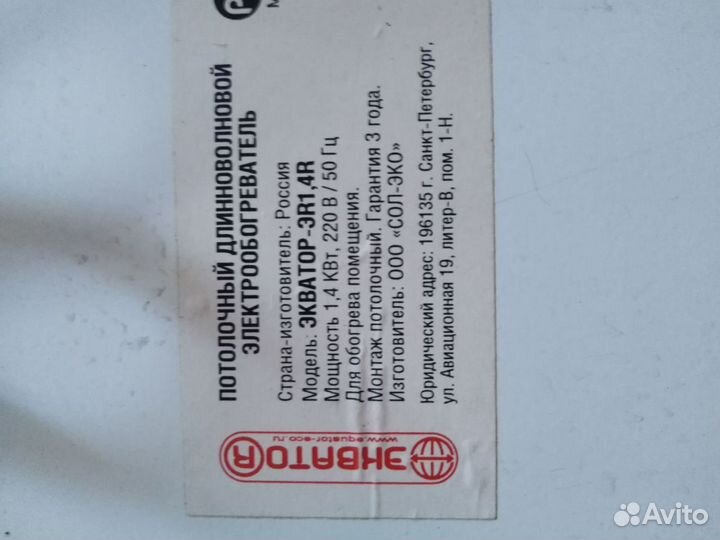 ПОТОЛОЧНЫЙ ДЛИННОВОЛНОВОЙ
ЭЛЕКТРООБОГРЕВАТЕЛЬ
Страна-изготовитель: Россия
Модель: ЭКВАТОР-ЭR1,4R
Мощность 1,4 КВт, 220 В / 50 Гц
Для обогрева помещения.
Монтаж потолочный. Гарантия 3 года.
Изготовитель: ООО «СОЛ-ЭКО»
Юридический адрес: 196135 г. Санкт-Петербург,
ул. Авиационная 19, литер-В, пом. 1-Н.
ЭКВАТОR
www.equator-eco.ru
Avito